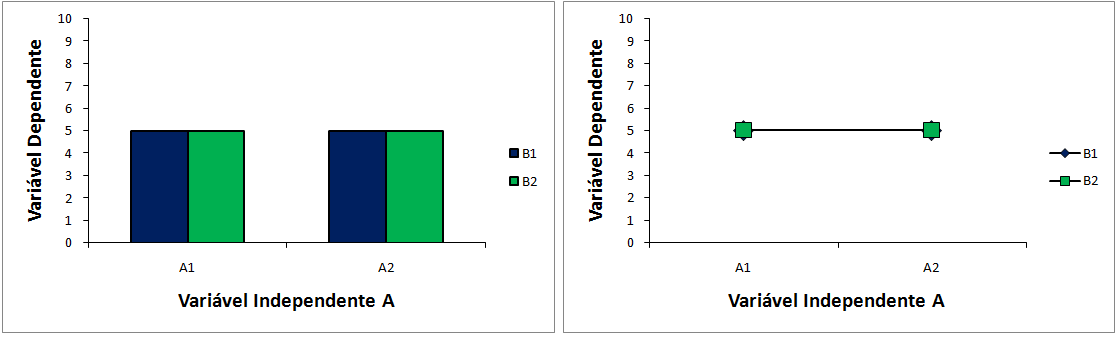 Variável Dependente
10
9
8
7
6
5
4
3
2
1
0
A1 A2
Variável Independente A
B1
B2
Variável Dependente
10
9
8
7
6
5
4
3
2
1
0
A1 A2
Variável Independente A
B1
B2